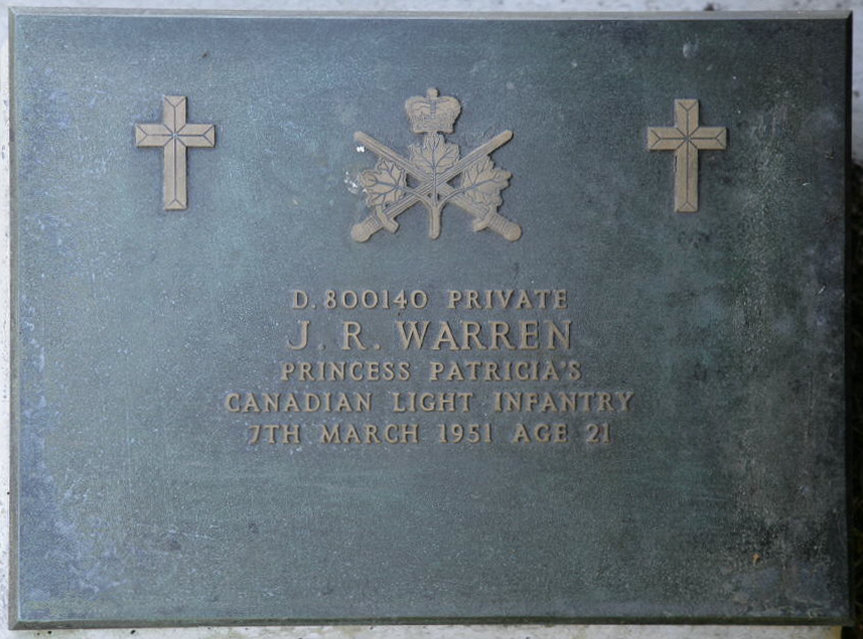 D. 800140 PRIVATE
J. R. WARREN
PRINCESS PATRICIA'S
CANADIAN LIGHT INFANTRY
7TH MARCH 1951 AGE 21